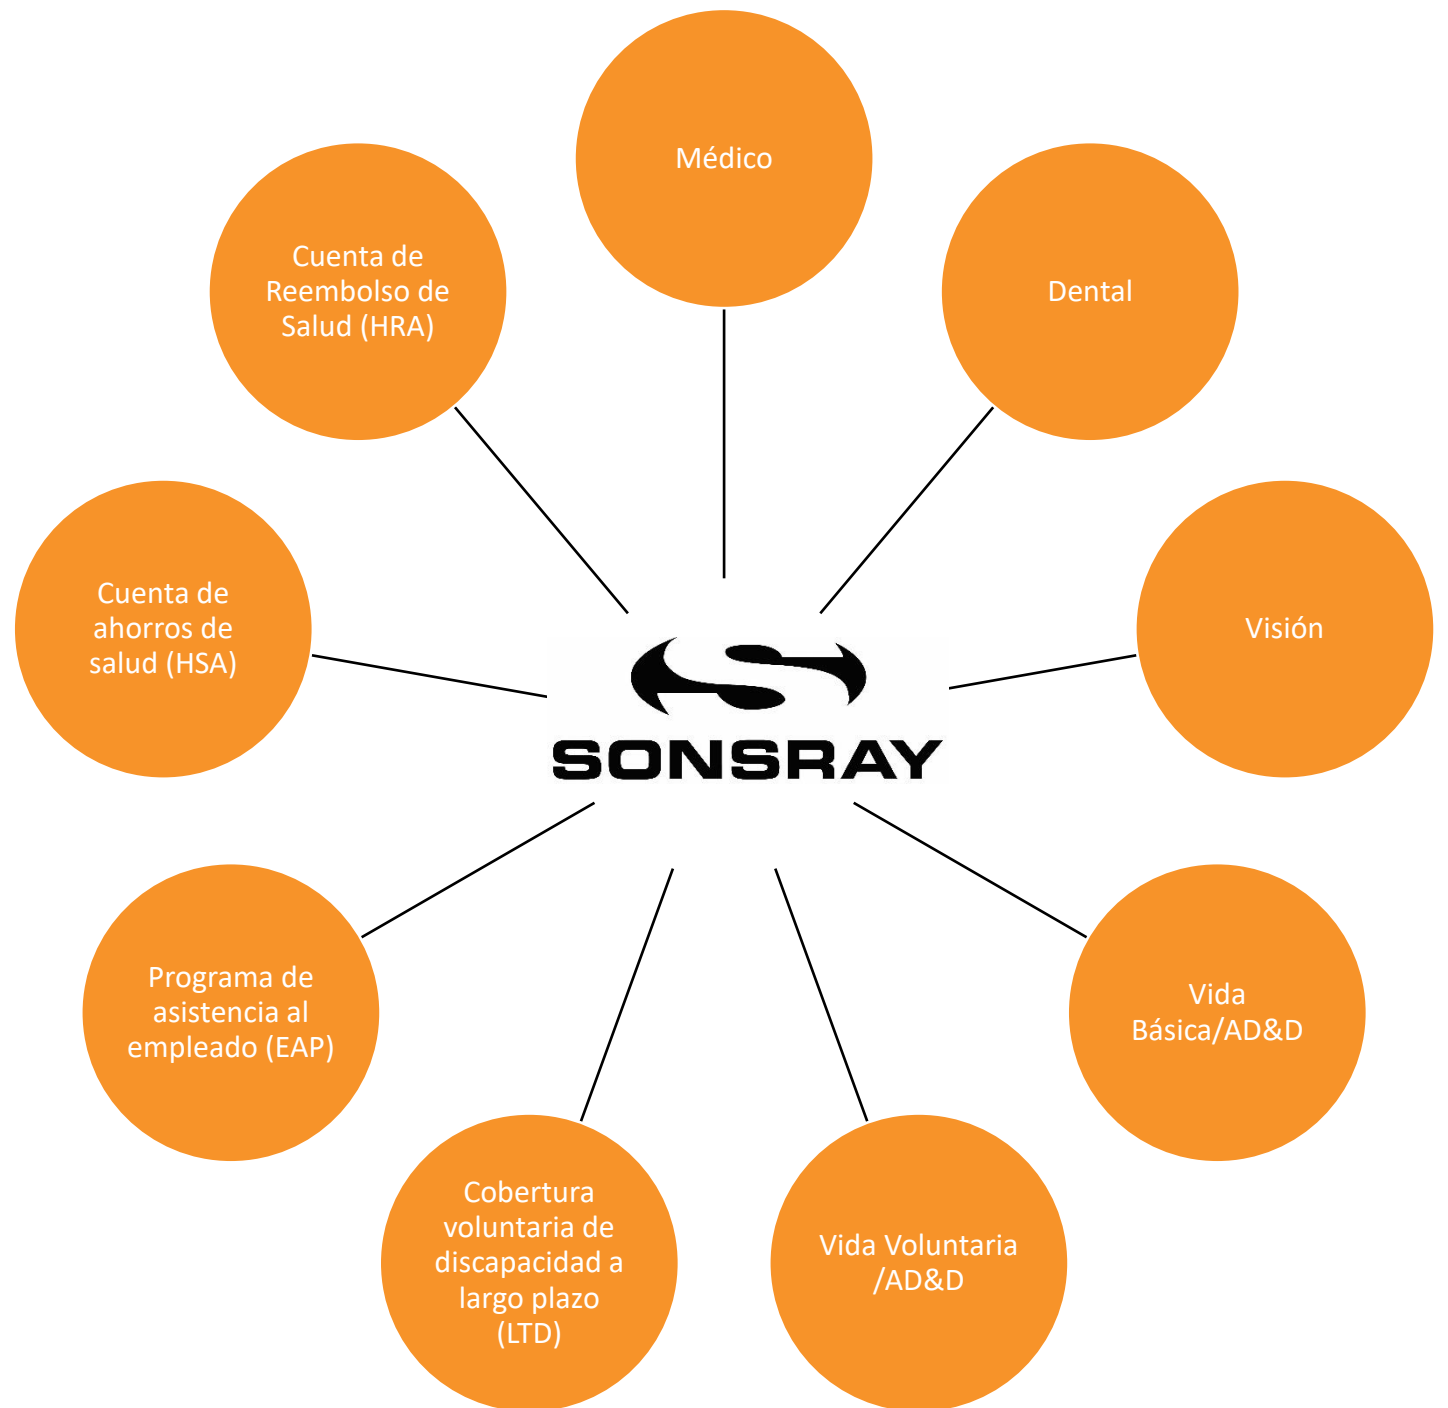 Médico
Dental
Visión
Vida
Básica/AD&D
Vida Voluntaria
/AD&D
Cobertura
voluntaria de
discapacidad a
largo plazo
(LTD)
Programa de
asistencia al
empleado (EAP)
Cuenta de
ahorros de
salud (HSA)
Cuenta de
Reembolso de
Salud (HRA)
SONSRAY